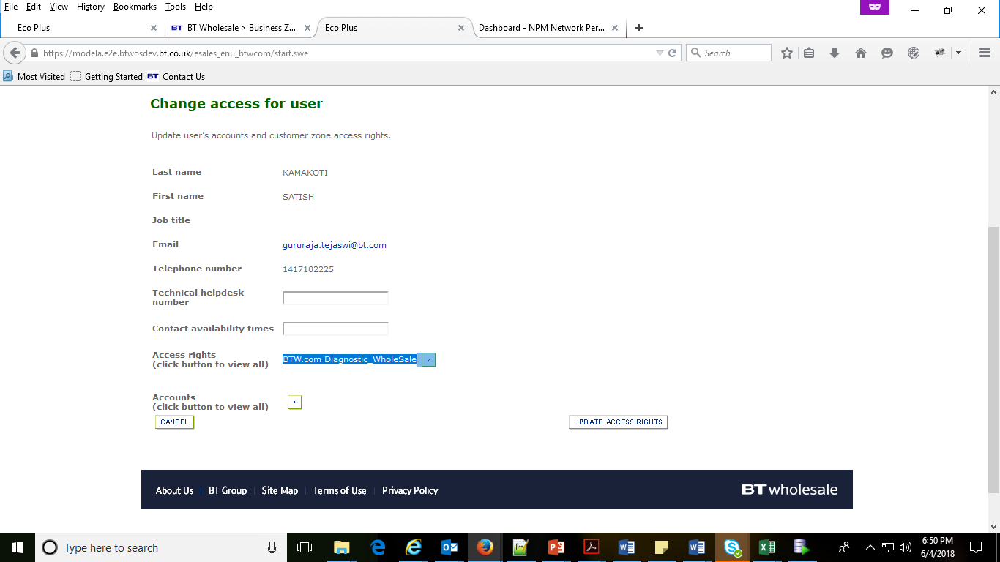 File Edit View History Bookmarks Tools Help
Eco Plus
BT BT Wholesale > Business Z...
Eco Plus
Dashboard - NPM Network Per...
https://modela.e2e.btwosdev.bt.co.uk/esales_enu_btwcom/start.swe
Search
Most Visited Getting Started BT Contact Us
Change access for user
Update user's accounts and customer zone access rights.
Last name KAMAKOTI
First name SATISH
Job title
Email gururaja.tejaswi@bt.com
Telephone number 1417102225
Technical helpdesk
number
Contact availability times
Access rights
(click button to view all)
BTW.com Diagnostic_WholeSale
Accounts
(click button to view all)
CANCEL UPDATE ACCESS RIGHTS
About Us BT Group Site Map Terms of Use Privacy Policy BT wholesale
Type here to search
6:50 PM
6/4/2018